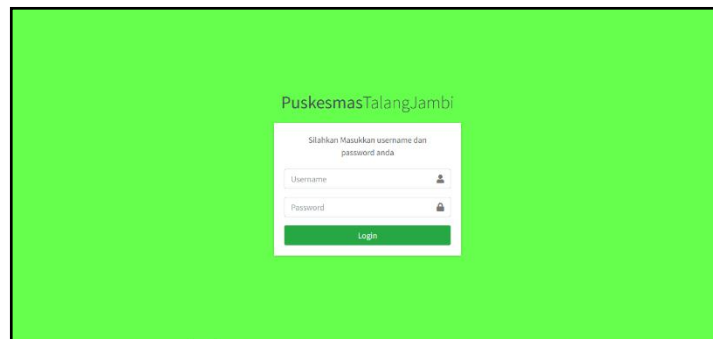 PuskesmasTalangJambi
Silahkan Masukkan username dan
password anda
Username
Password
Login